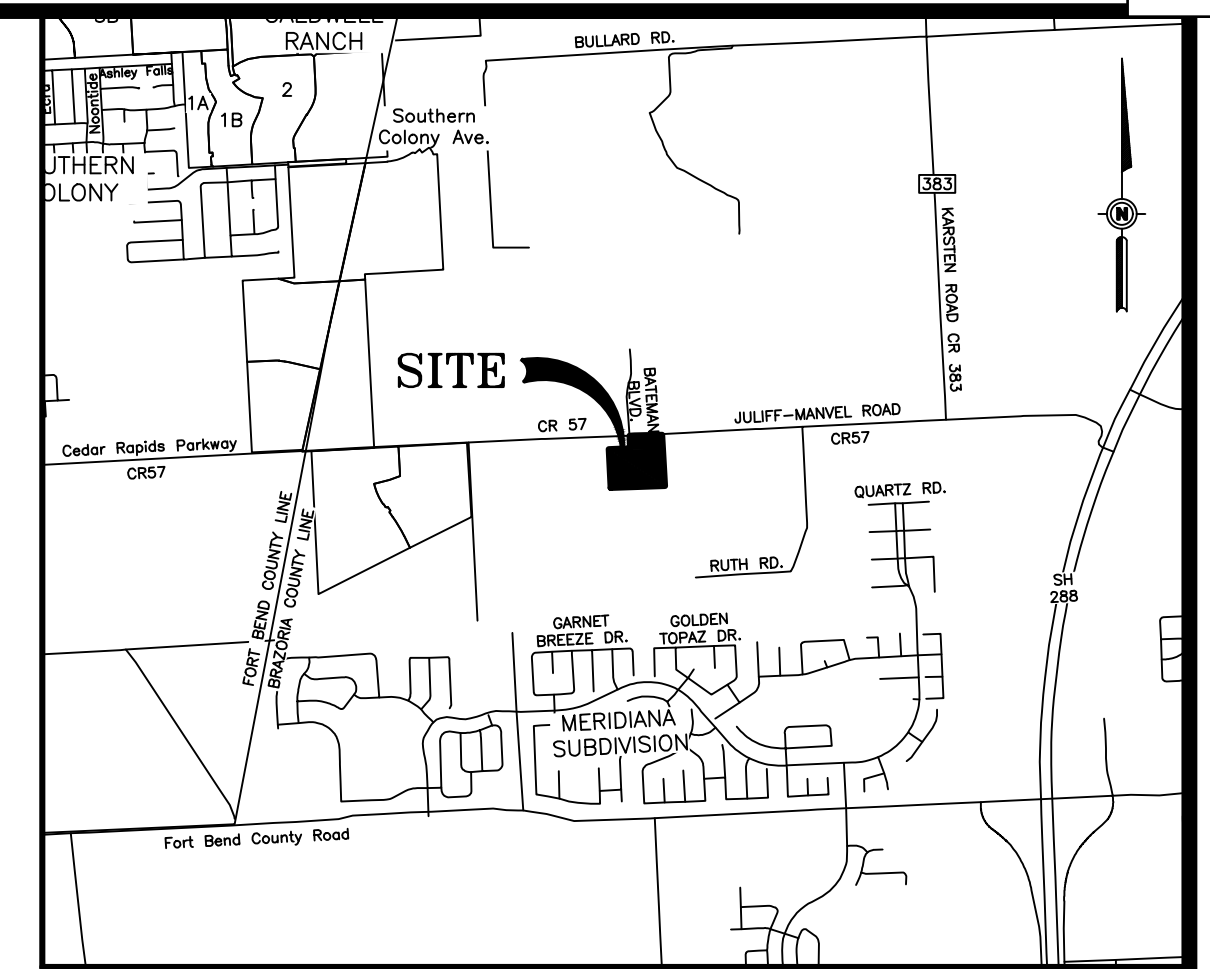 CALDWELL
RANCH
BULLARD RD.
Ashley Falls
Noontide
1A
1B
2
Southern
Colony Ave.
UTHERN
OLONY
383
N
KARSTEN ROAD CR 383
SITE
BATEMAN
BLVD.
JULIFF-MANVEL ROAD
CR 57
CR57
Cedar Rapids Parkway
CR57
QUARTZ RD.
FORT BEND COUNTY LINE
BRAZORIA COUNTY LINE
RUTH RD.
SH
288
GARNET
BREEZE DR.
GOLDEN
TOPAZ DR.
MERIDIANA
SUBDIVISION
Fort Bend County Road